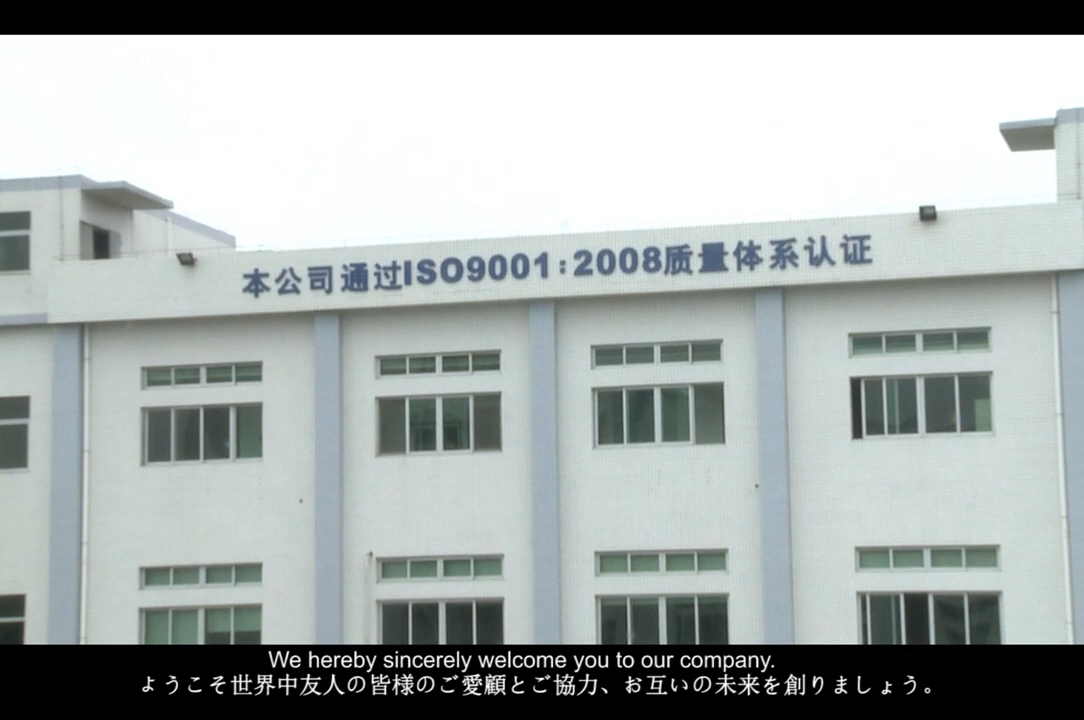 本公司通过ISO9001:2008质量体系认证
We hereby sincerely welcome you to our company.
ようこそ世界中友人の皆様のご愛顧とご協力、お互いの未来を創りましょう。